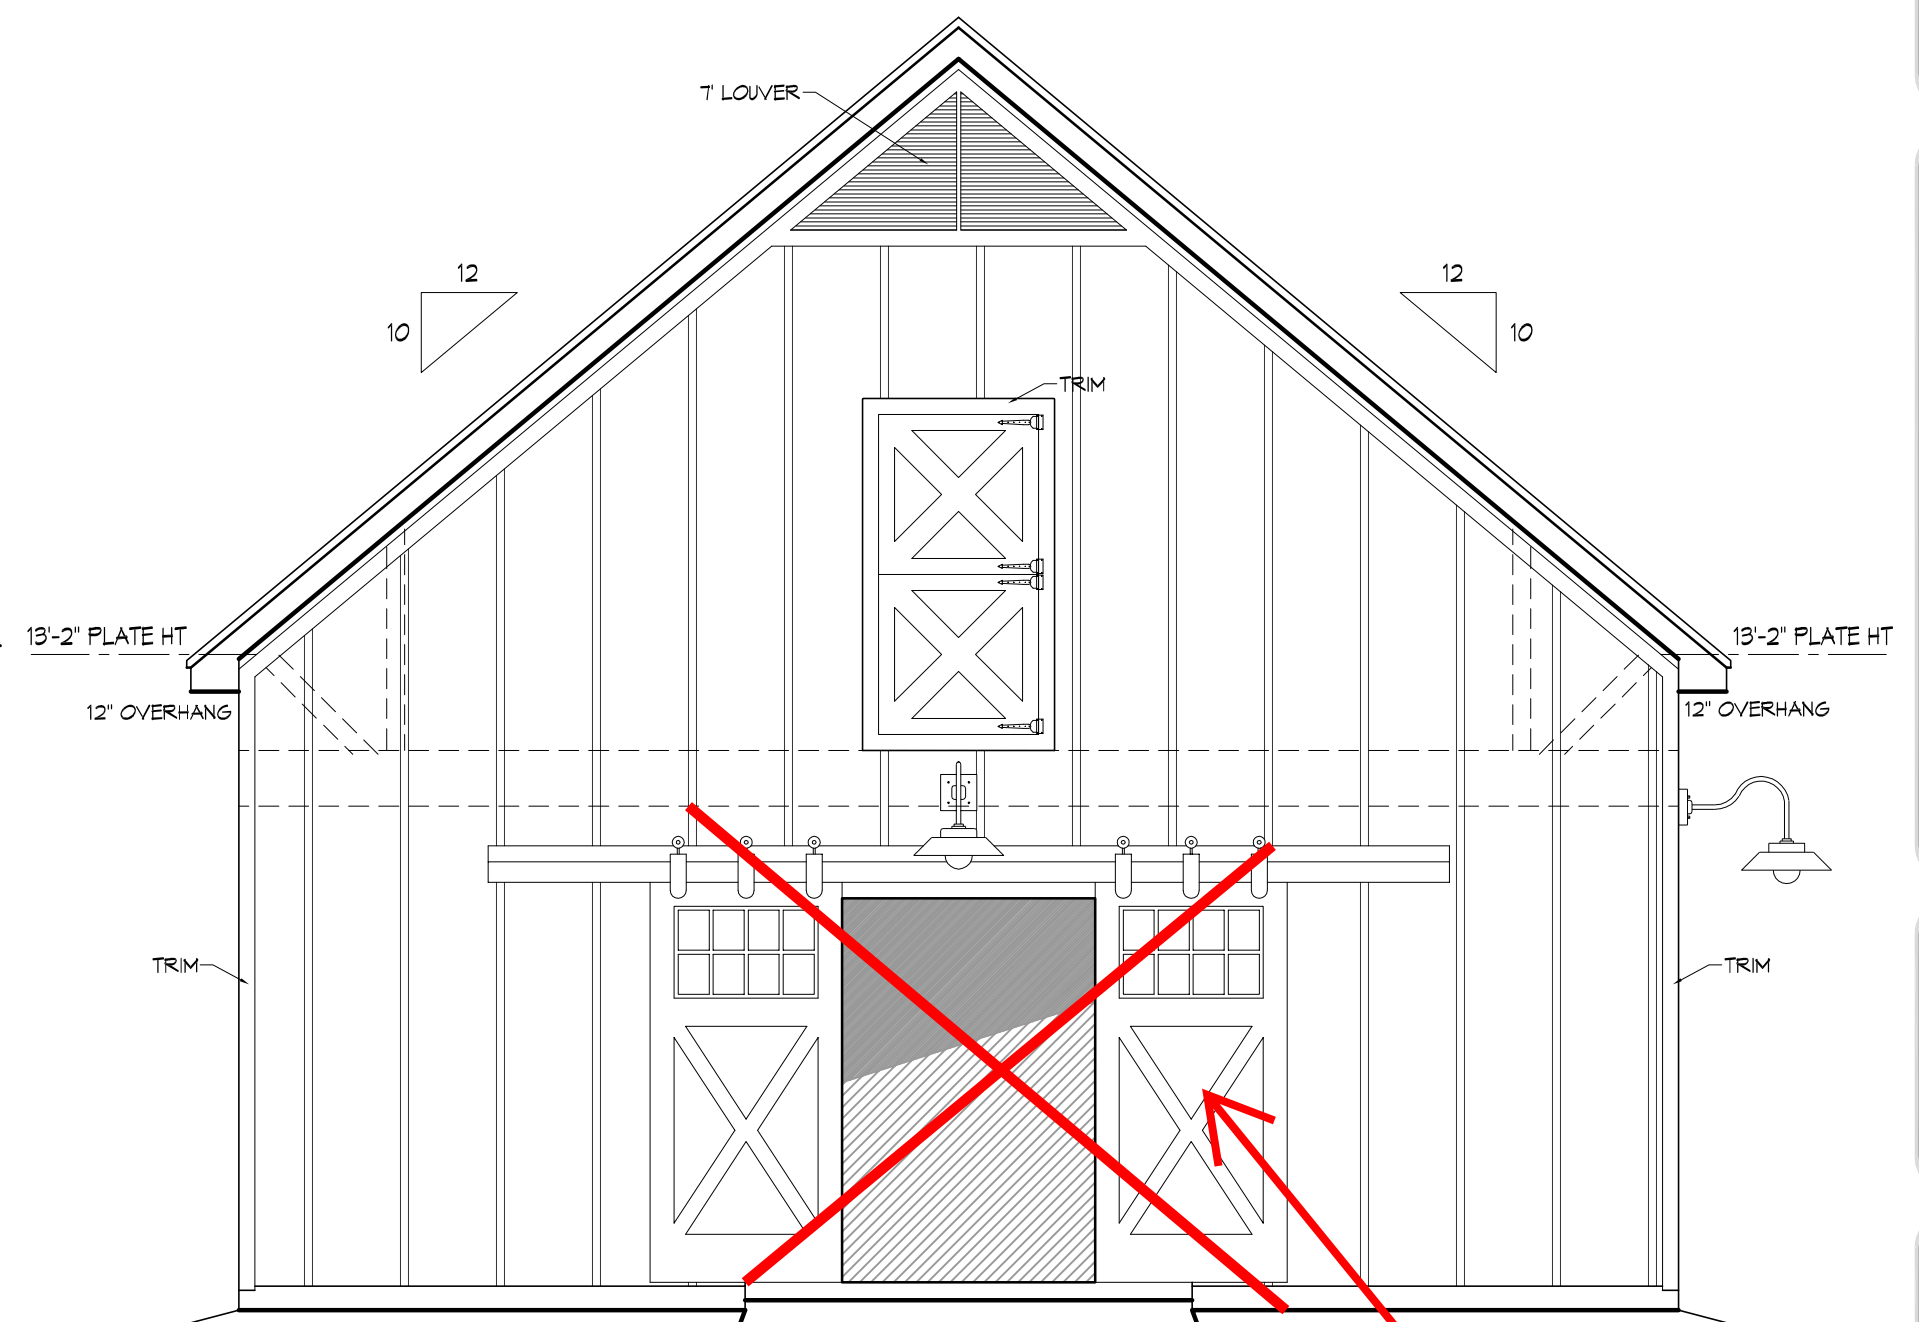 7' LOUVER
12
12
10
10
TRIM
13'-2" PLATE HT
13'-2" PLATE HT
12" OVERHANG
12" OVERHANG
TRIM
TRIM